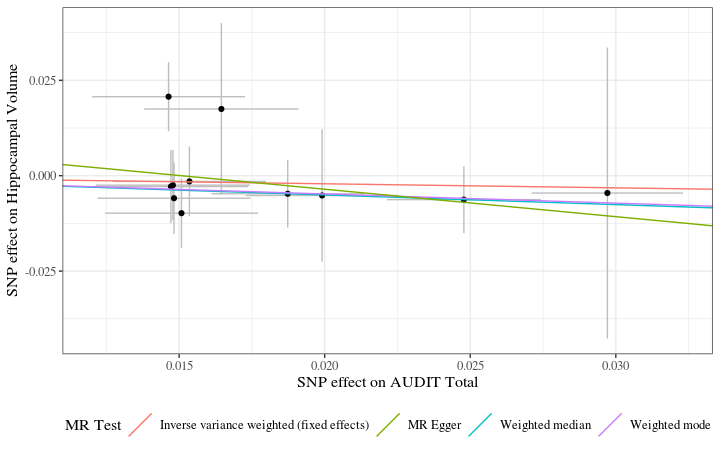 SNP effect on Hippocampal Volume
0.025
0.000
-0.025
0.015 0.020 0.025 0.030
SNP effect on AUDIT Total
MR Test Inverse variance weighted (fixed effects) MR Egger Weighted median Weighted mode